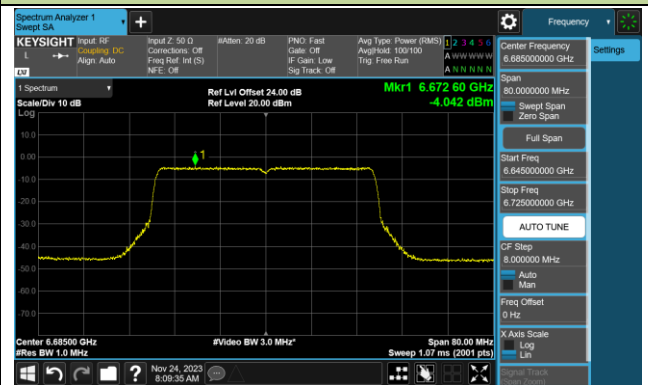 Spectrum Analyzer 1
Swept SA
Frequency
KEYSIGHT
Input: RF
Coupling: DC
Align: Auto
Input Z: 50 Ω
Corrections: Off
Freq Ref: Int (S)
NFE: Off
#Atten: 20 dB
PNO: Fast
Gate: Off
IF Gain: Low
Sig Track: Off
Avg Type: Power (RMS)
Avg|Hold: 100/100
Trig: Free Run
1 2 3 4 5 6
A W W W W W
A N N N N N
L
LXI
1 Spectrum
Scale/Div 10 dB
Log
Ref Lvl Offset 24.00 dB
Ref Level 20.00 dBm
Mkr1 6.672 60 GHz
-4.042 dBm
1
10.0
0.00
-10.0
-20.0
-30.0
-40.0
-50.0
-60.0
-70.0
Center 6.68500 GHz
#Res BW 1.0 MHz
#Video BW 3.0 MHz*
Span 80.00 MHz
Sweep 1.07 ms (2001 pts)
Nov 24, 2023
8:09:35 AM
Center Frequency
6.685000000 GHz
Span
80.0000000 MHz
Swept Span
Zero Span
Full Span
Start Freq
6.645000000 GHz
Stop Freq
6.725000000 GHz
AUTO TUNE
CF Step
8.000000 MHz
Auto
Man
Freq Offset
0 Hz
X Axis Scale
Log
Lin
Signal Track
(Span Zoom)
Settings